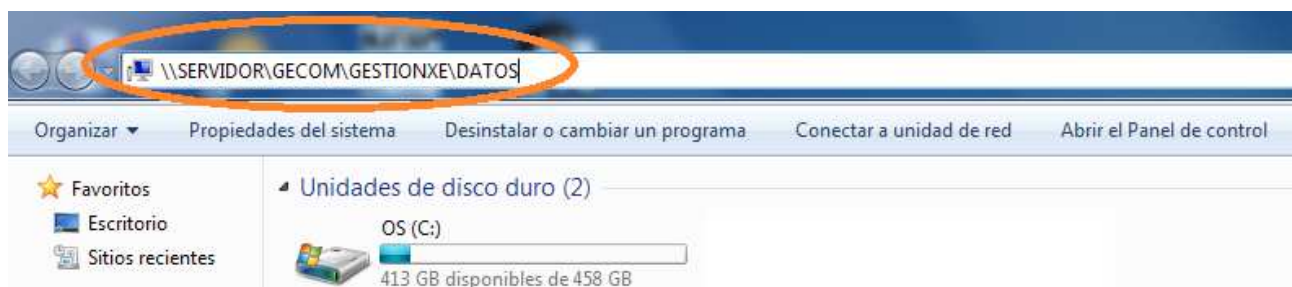 \\SERVIDOR\GECOM\GESTIONXE\DATOS
Organizar Propiedades del sistema Desinstalar o cambiar un programa Conectar a unidad de red Abrir el Panel de control
Favoritos
Escritorio
Sitios recientes
Unidades de disco duro (2)
OS (C:)
413 GB disponibles de 458 GB